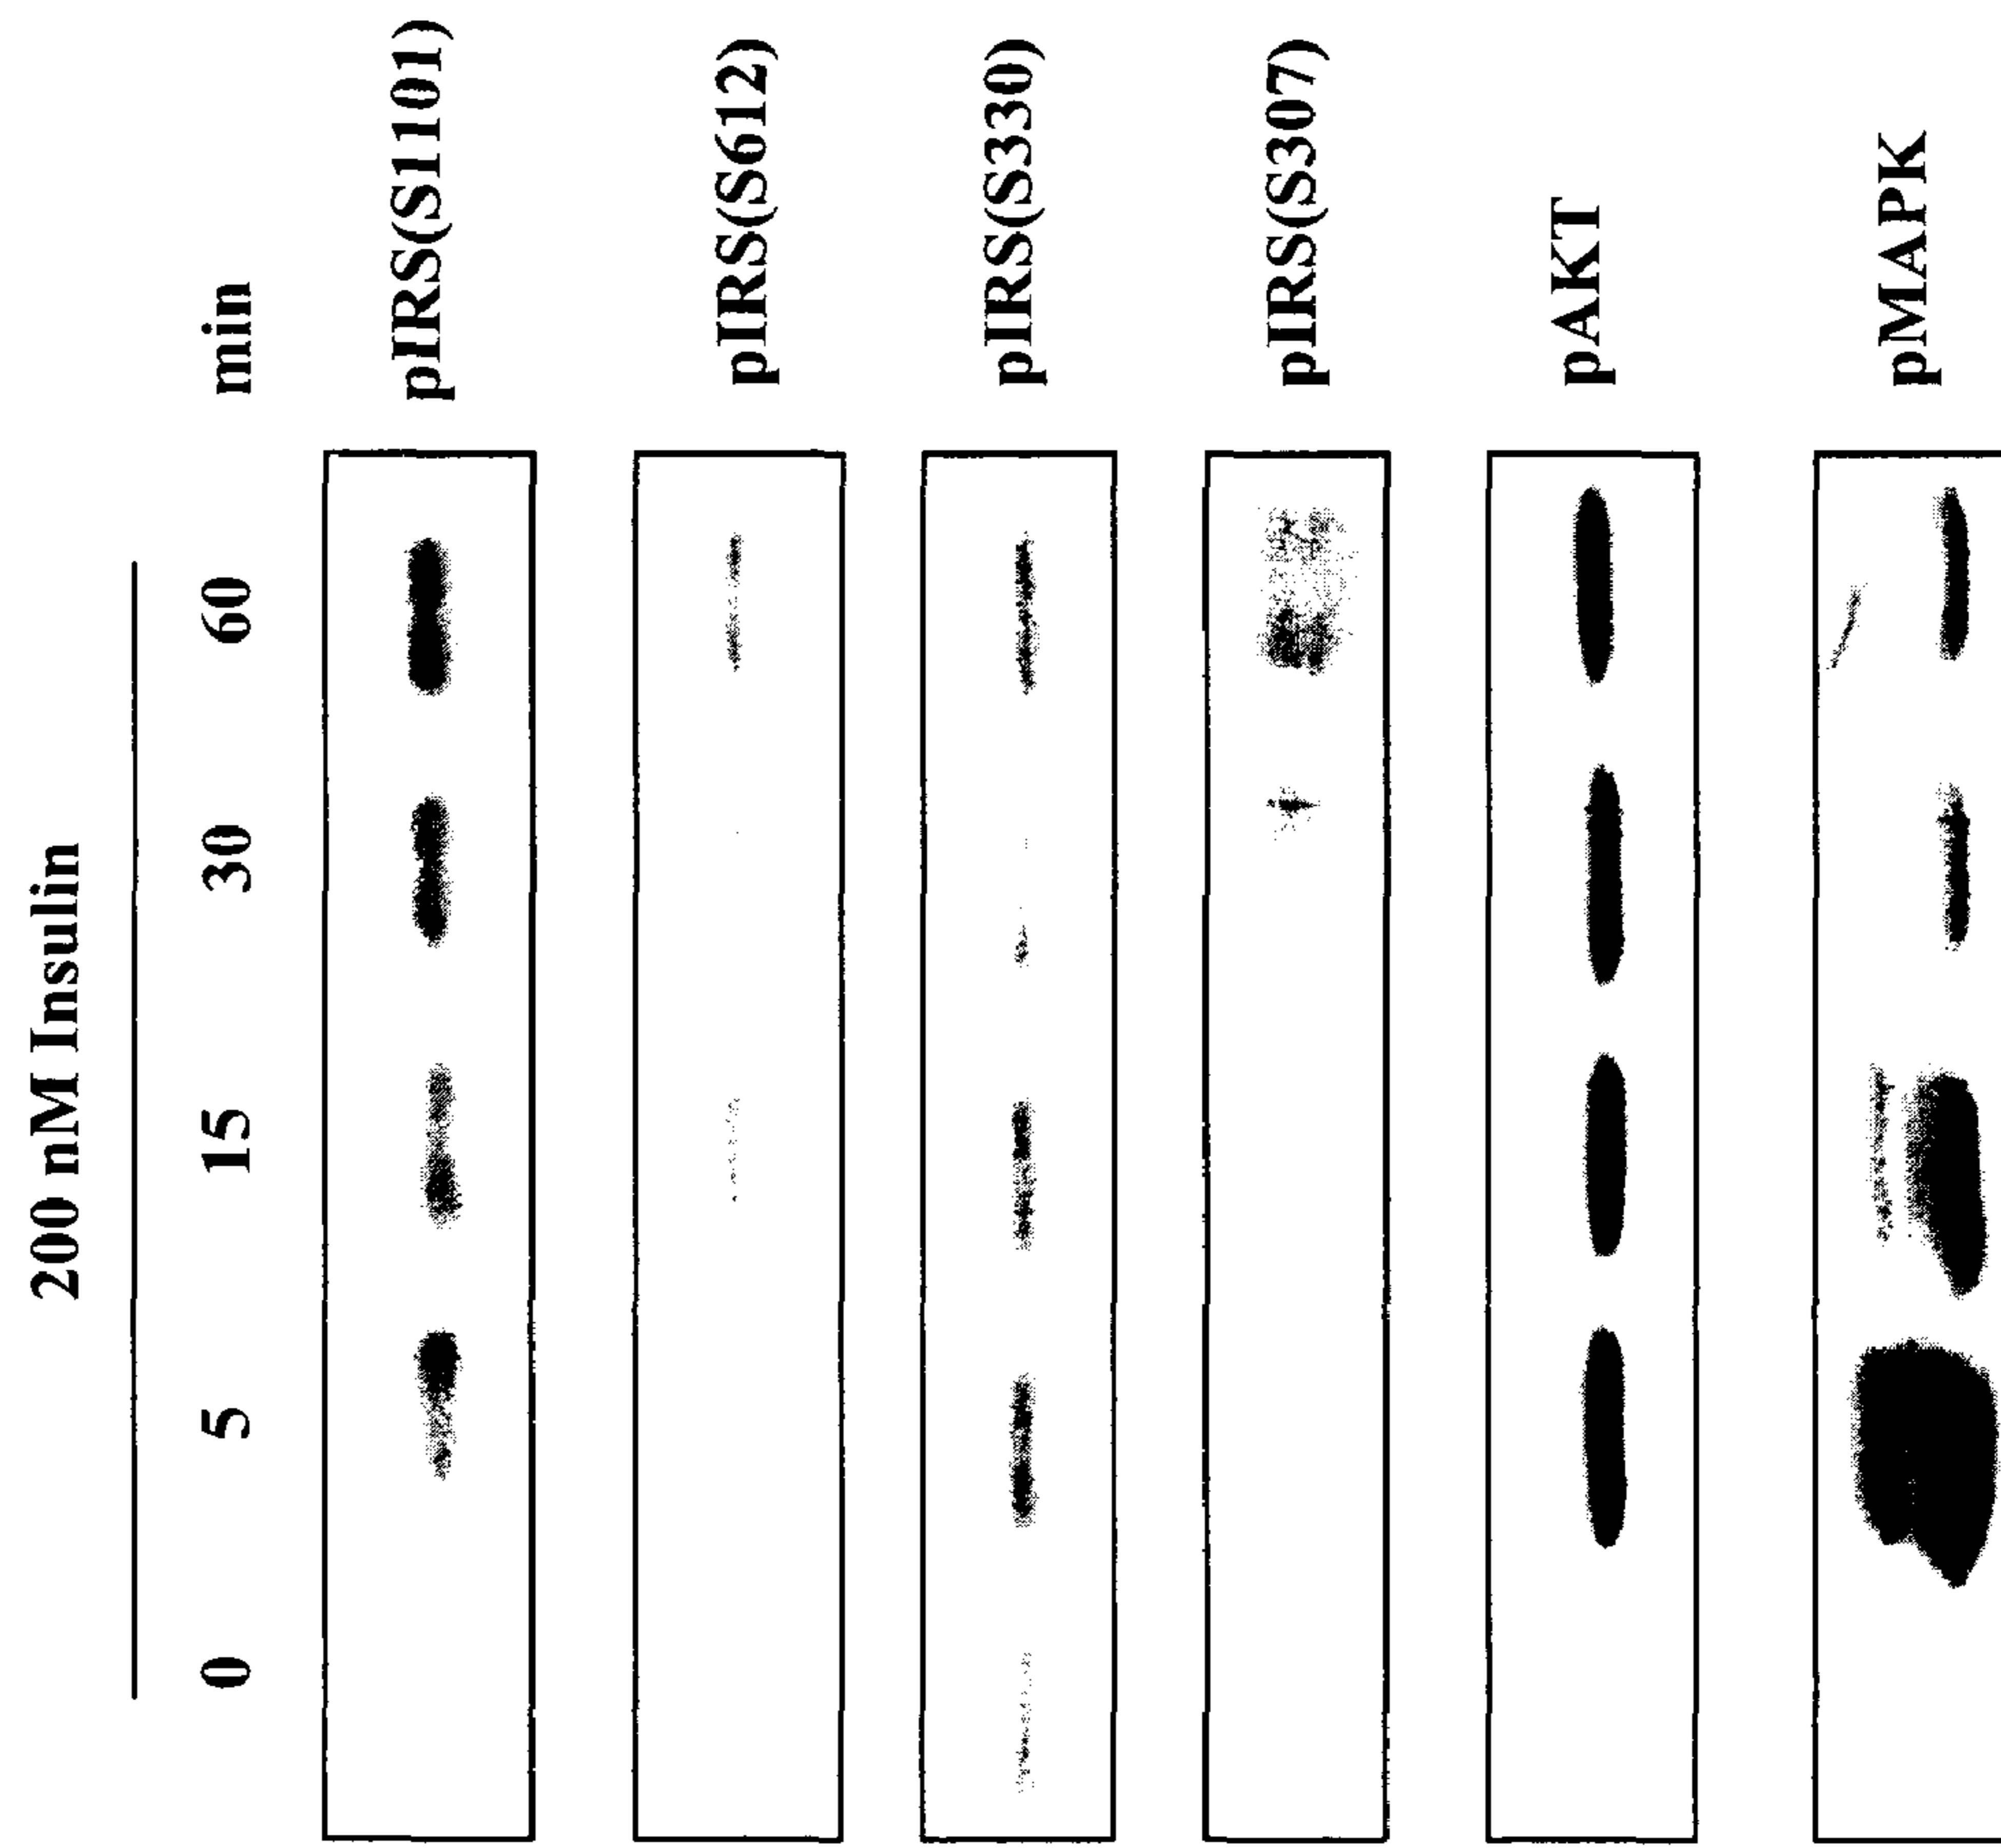 200 nM Insulin
0 5 15 30 60 min
pIRS(S1101)
pIRS(S612)
pIRS(S330)
pIRS(S307)
pAKT
pMAPK